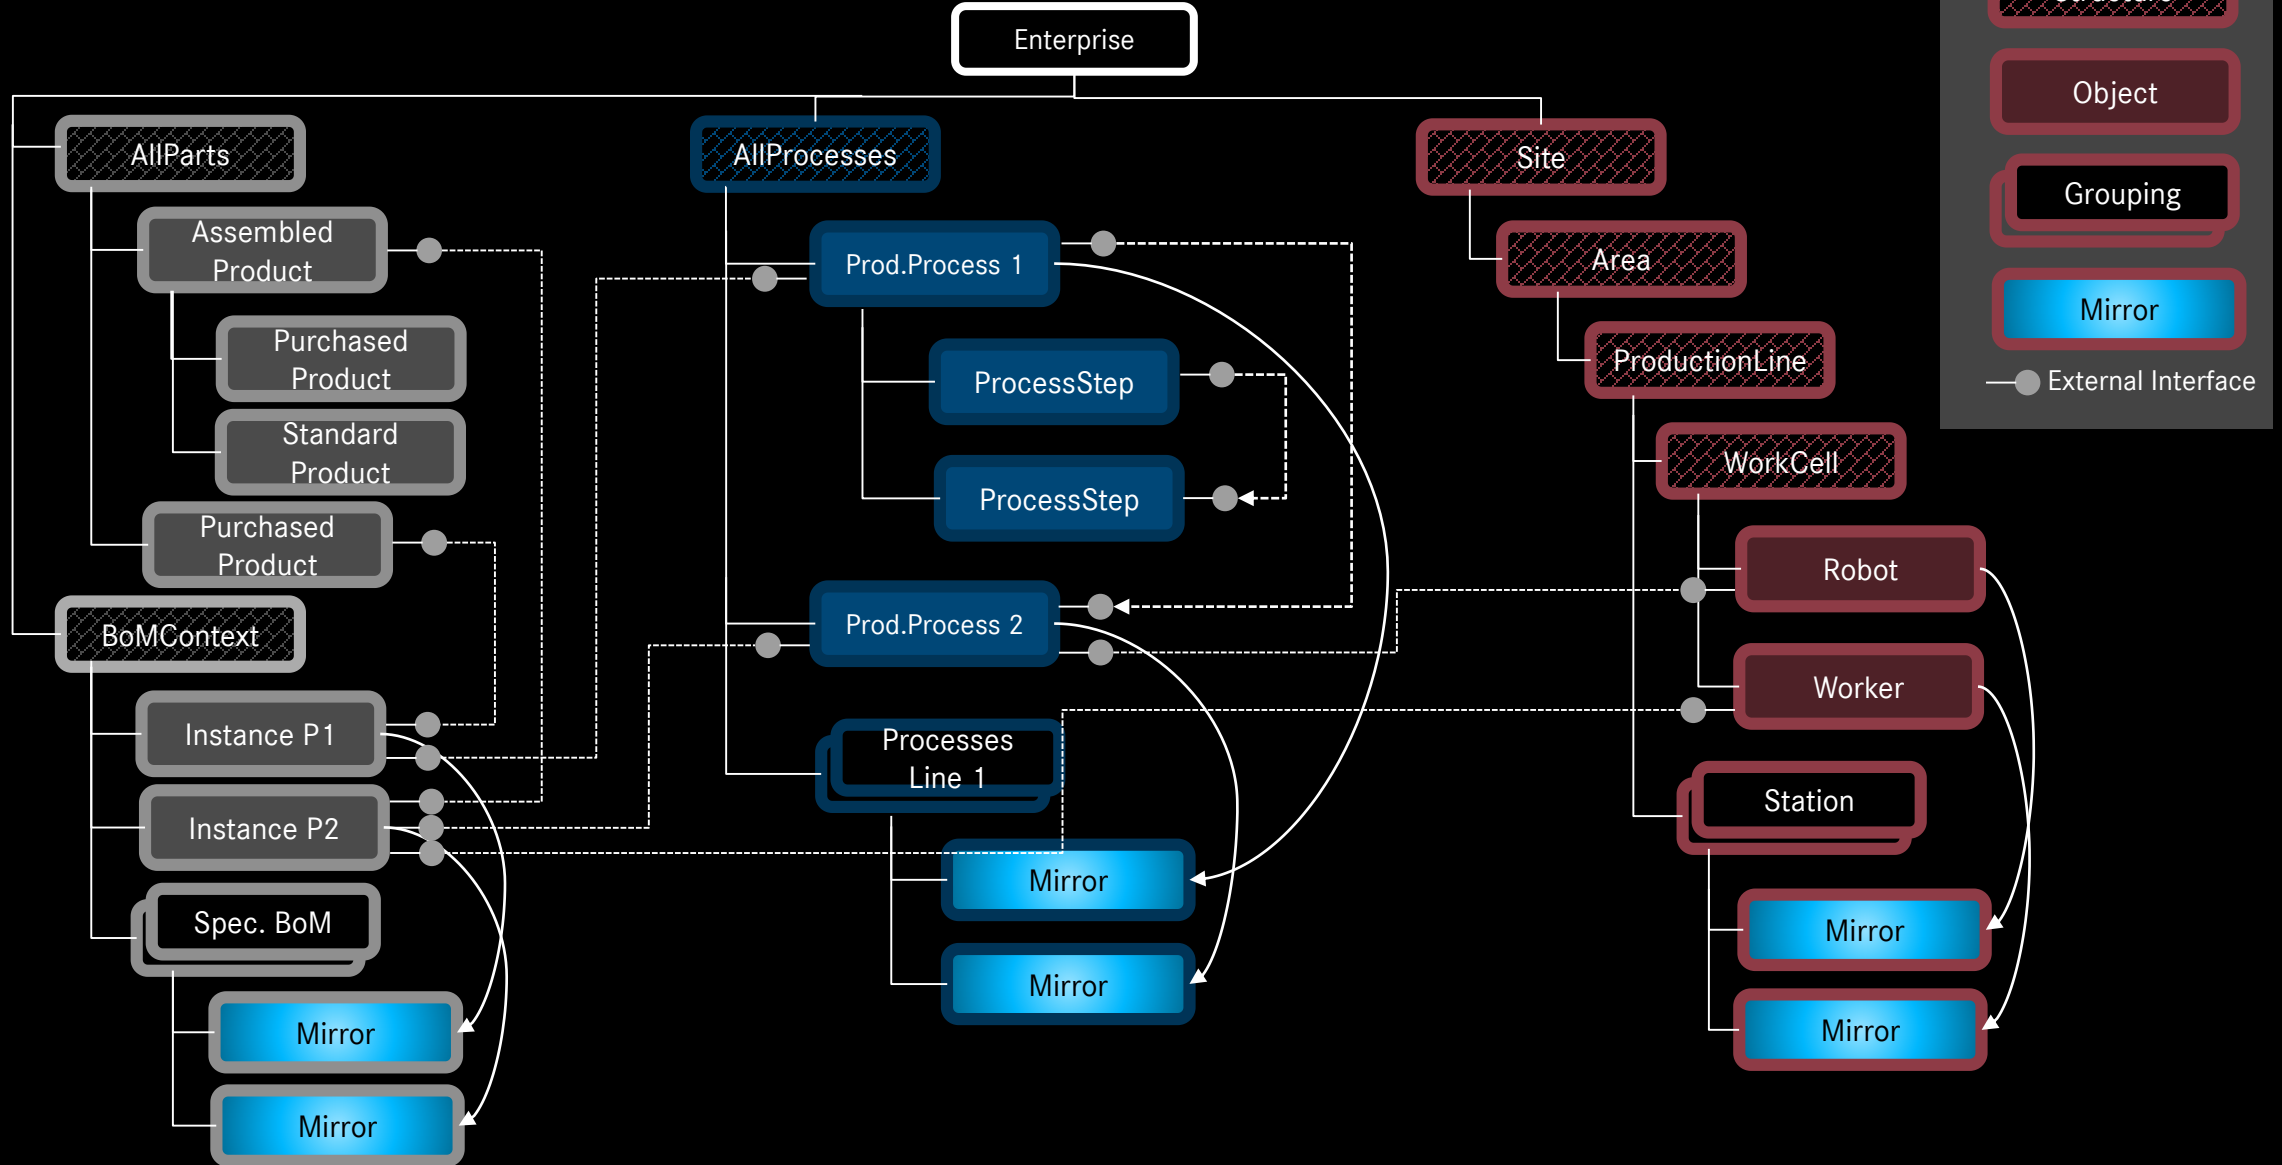 Enterprise
AllParts
Assembled
Product
Purchased
Product
Standard
Product
Purchased
Product
BoMContext
Instance P1
Instance P2
Spec. BoM
Mirror
Mirror
AllProcesses
Prod.Process 1
ProcessStep
ProcessStep
Prod.Process 2
Processes
Line 1
Mirror
Mirror
Site
Area
ProductionLine
WorkCell
Robot
Worker
Station
Mirror
Mirror
Object
Grouping
Mirror
External Interface